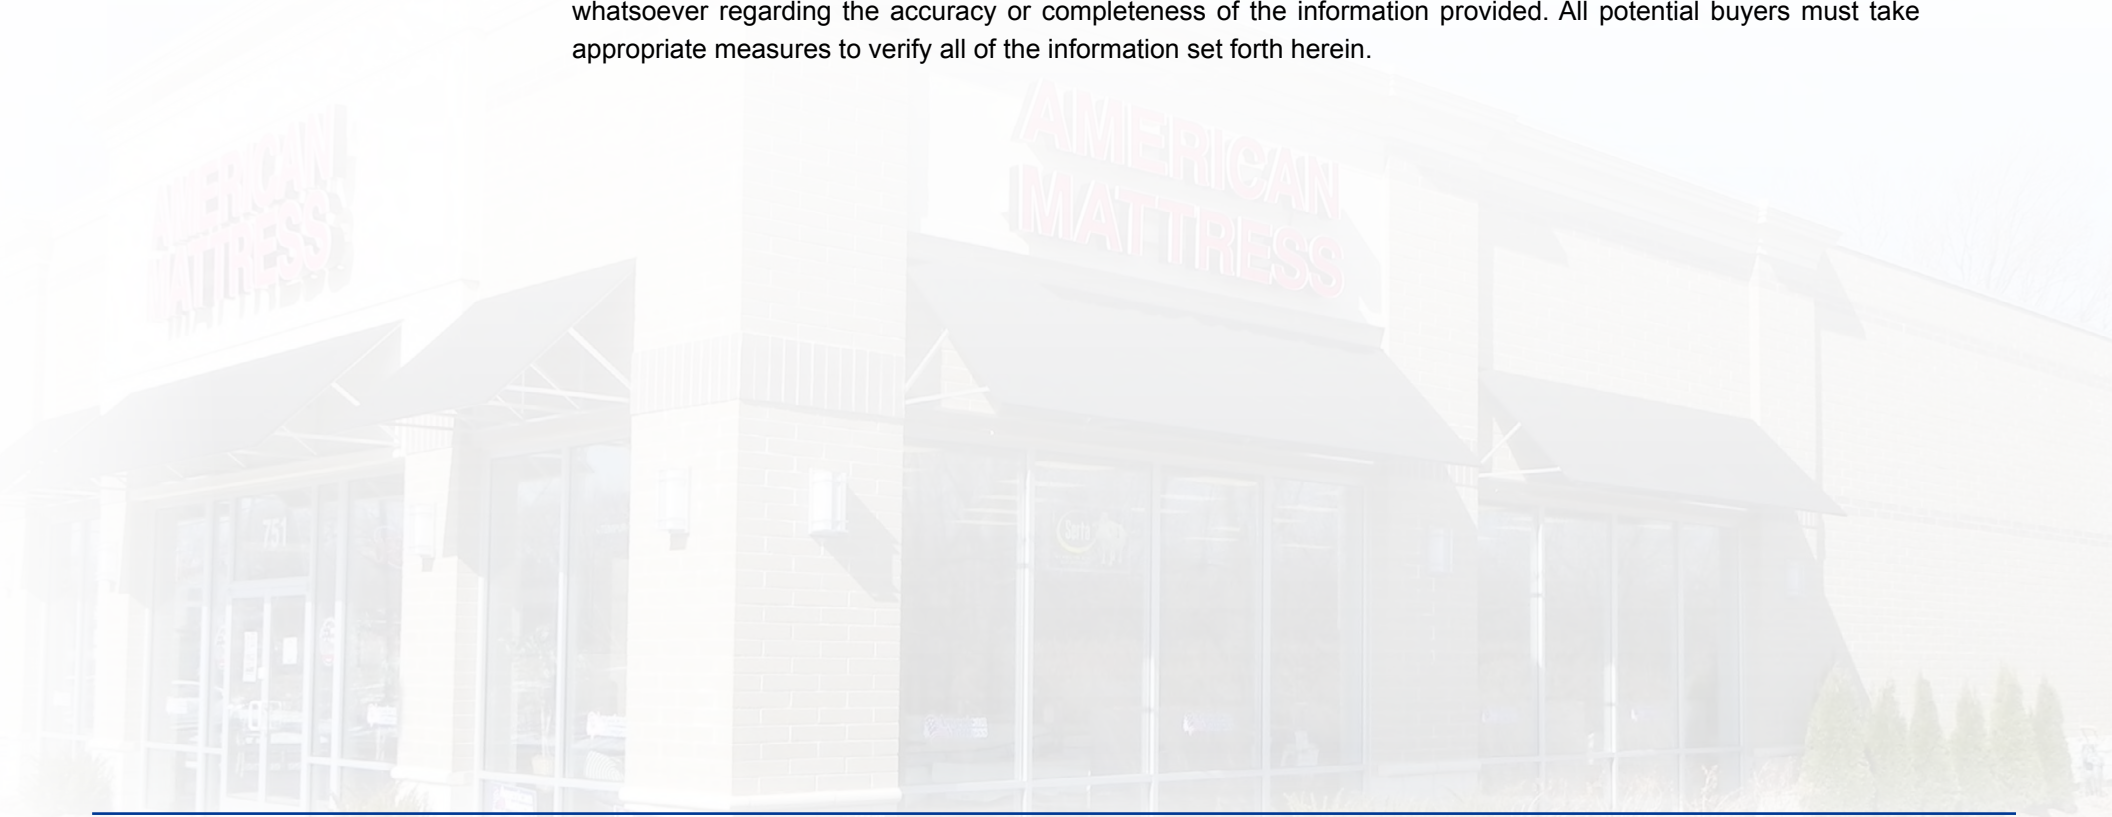 whatsoever regarding the accuracy or completeness of the information provided. All potential buyers must take
appropriate measures to verify all of the information set forth herein.
AMERICAN
MATTRESS
AMERICAN
MATTRESS
751